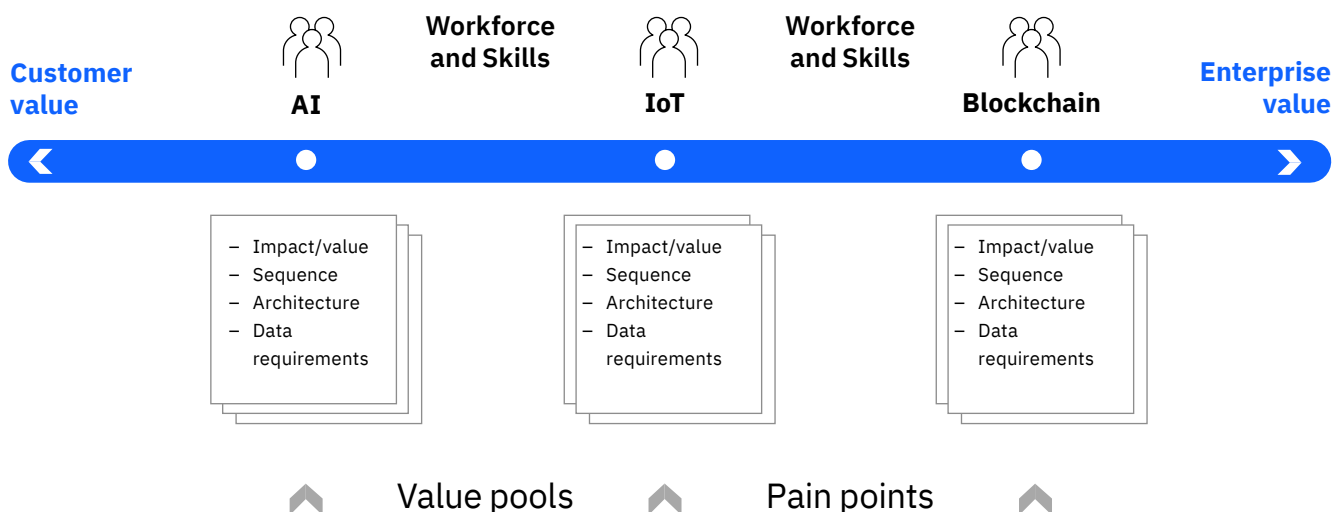 Workforce
and Skills
Workforce
and Skills
Customer
value
Enterprise
value
AI
IoT
Blockchain
– Impact/value
– Sequence
– Architecture
– Data
requirements
– Impact/value
– Sequence
– Architecture
– Data
requirements
– Impact/value
– Sequence
– Architecture
– Data
requirements
Value pools
Pain points